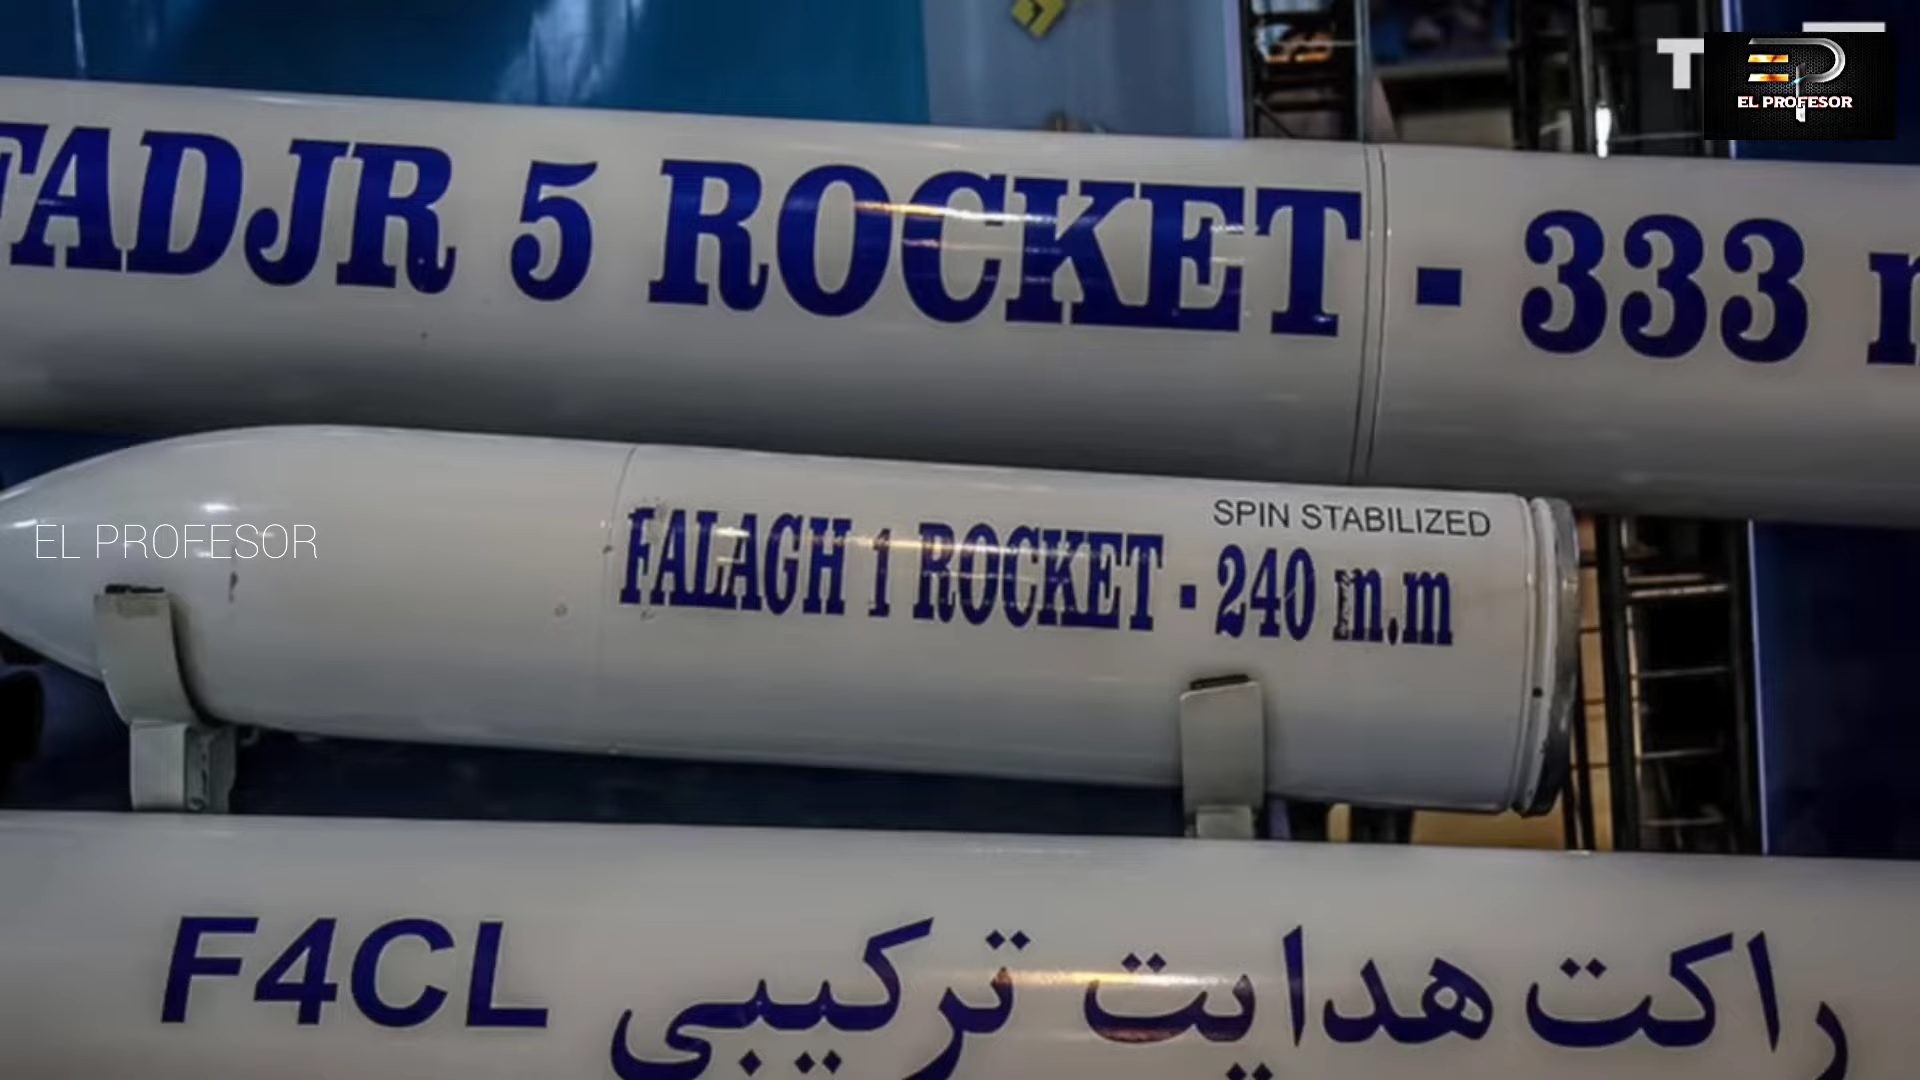 FADJR 5 ROCKET - 333
EL PROFESOR
SPIN STABILIZED
FALAGH 1 ROCKET - 240 m.m
EL PROFESOR
راکت هدایت ترکیبی F4CL